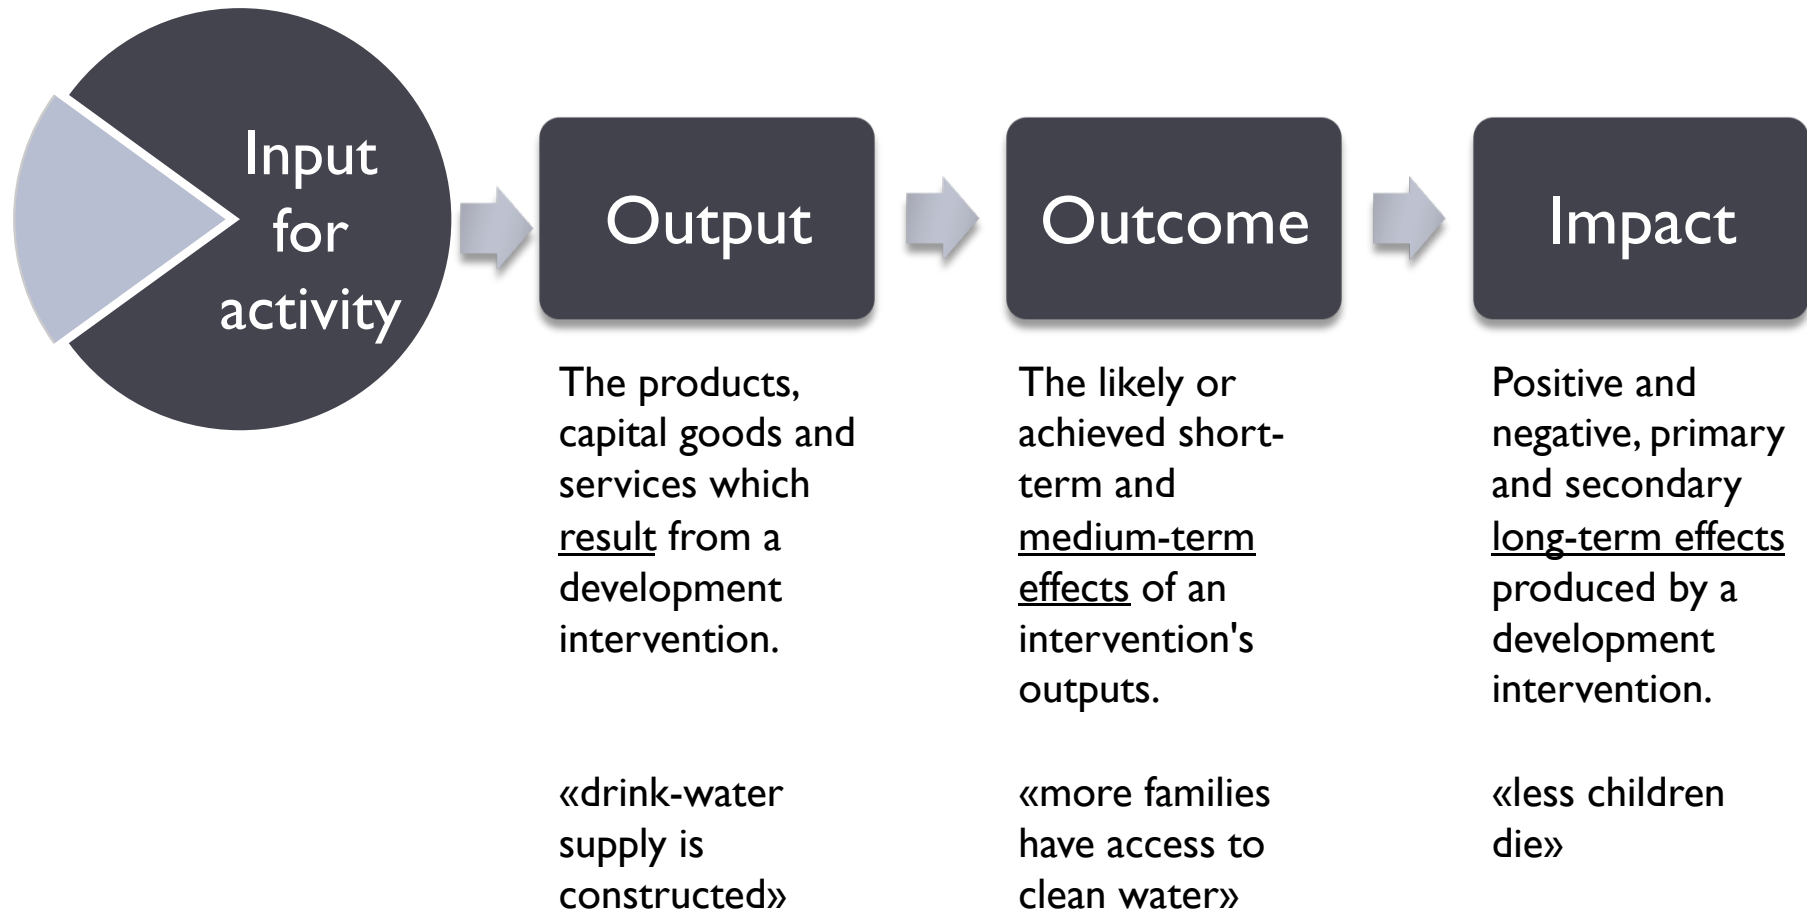 Input
for
activity
Output
Outcome
Impact
The products,
capital goods and
services which
result from a
development
intervention.
«drink-water
supply is
constructed»
The likely or
achieved short-
term and
medium-term
effects of an
intervention's
outputs.
«more families
have access to
clean water»
Positive and
negative, primary
and secondary
long-term effects
produced by a
development
intervention.
«less children
die»